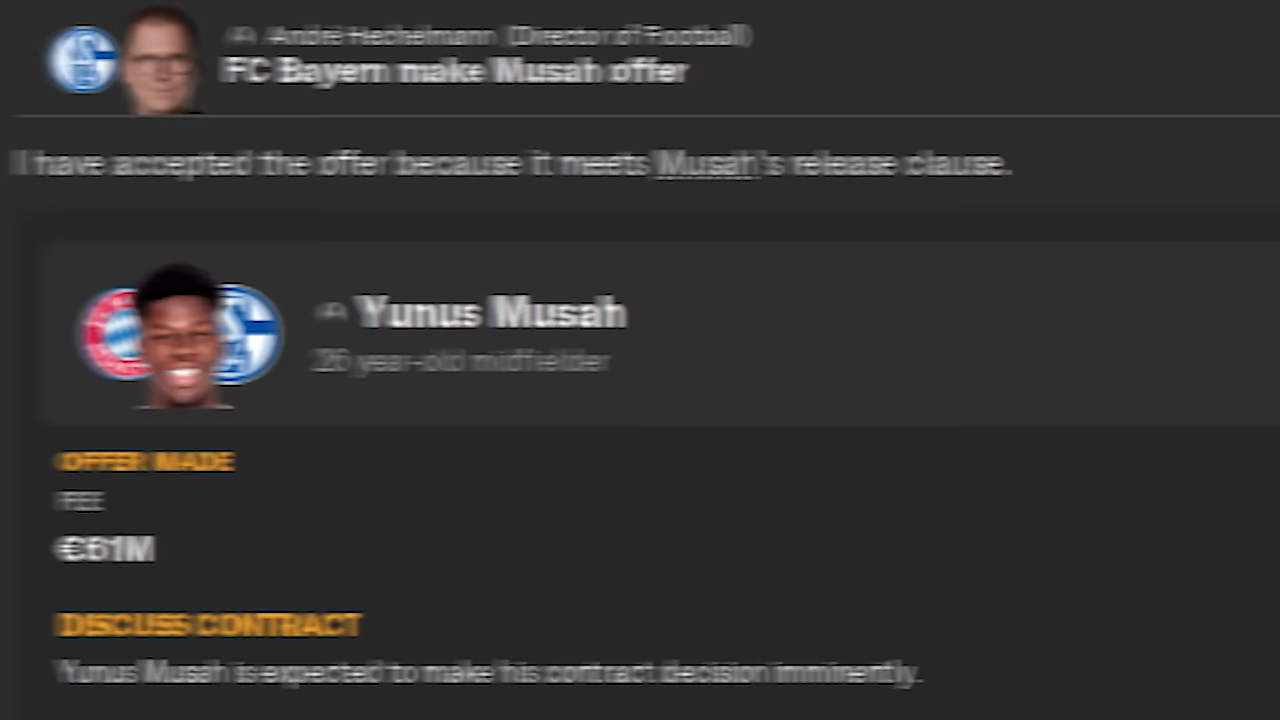 André Hechelmann (Director of Football)
FC Bayern make Musah offer
I have accepted the offer because it meets Musah's release clause.
Yunus Musah
year-old midfielder
OFFER MADE
FEE
€61M
DISCUSS CONTRACT
Yunus Musah is expected to make his contract decision imminently.